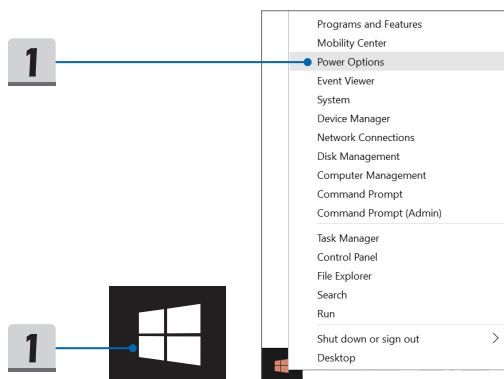 1
Programs and Features
Mobility Center
Power Options
Event Viewer
System
Device Manager
Network Connections
Disk Management
Computer Management
Command Prompt
Command Prompt (Admin)
Task Manager
Control Panel
File Explorer
Search
Run
Shut down or sign out
Desktop
1